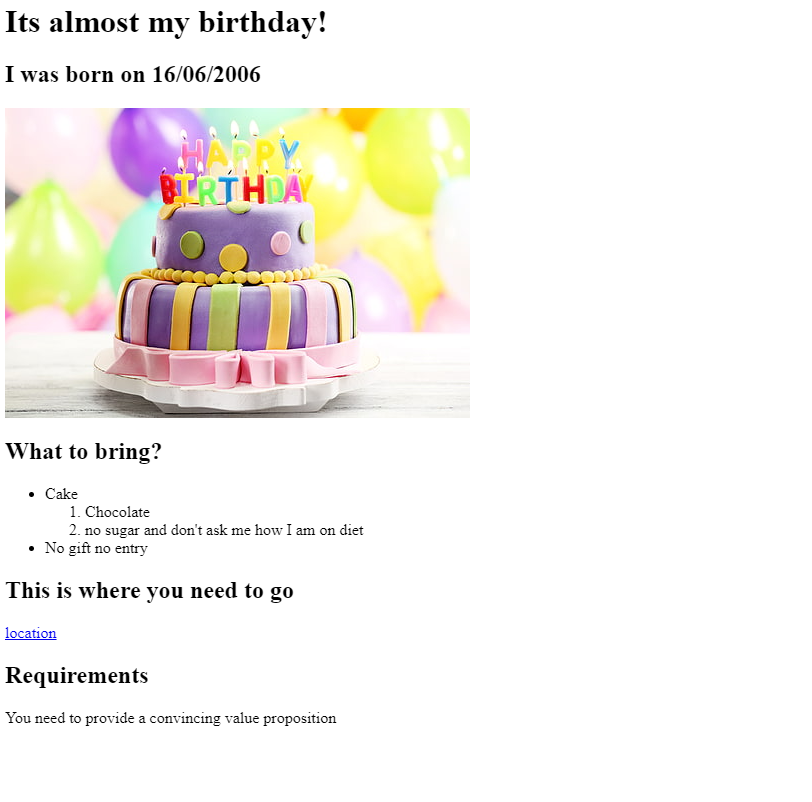 Its almost my birthday!
I was born on 16/06/2006
HAPPY
BIRTHDAY
What to bring?
• Cake
1. Chocolate
2. no sugar and don't ask me how I am on diet
• No gift no entry
This is where you need to go
location
Requirements
You need to provide a convincing value proposition